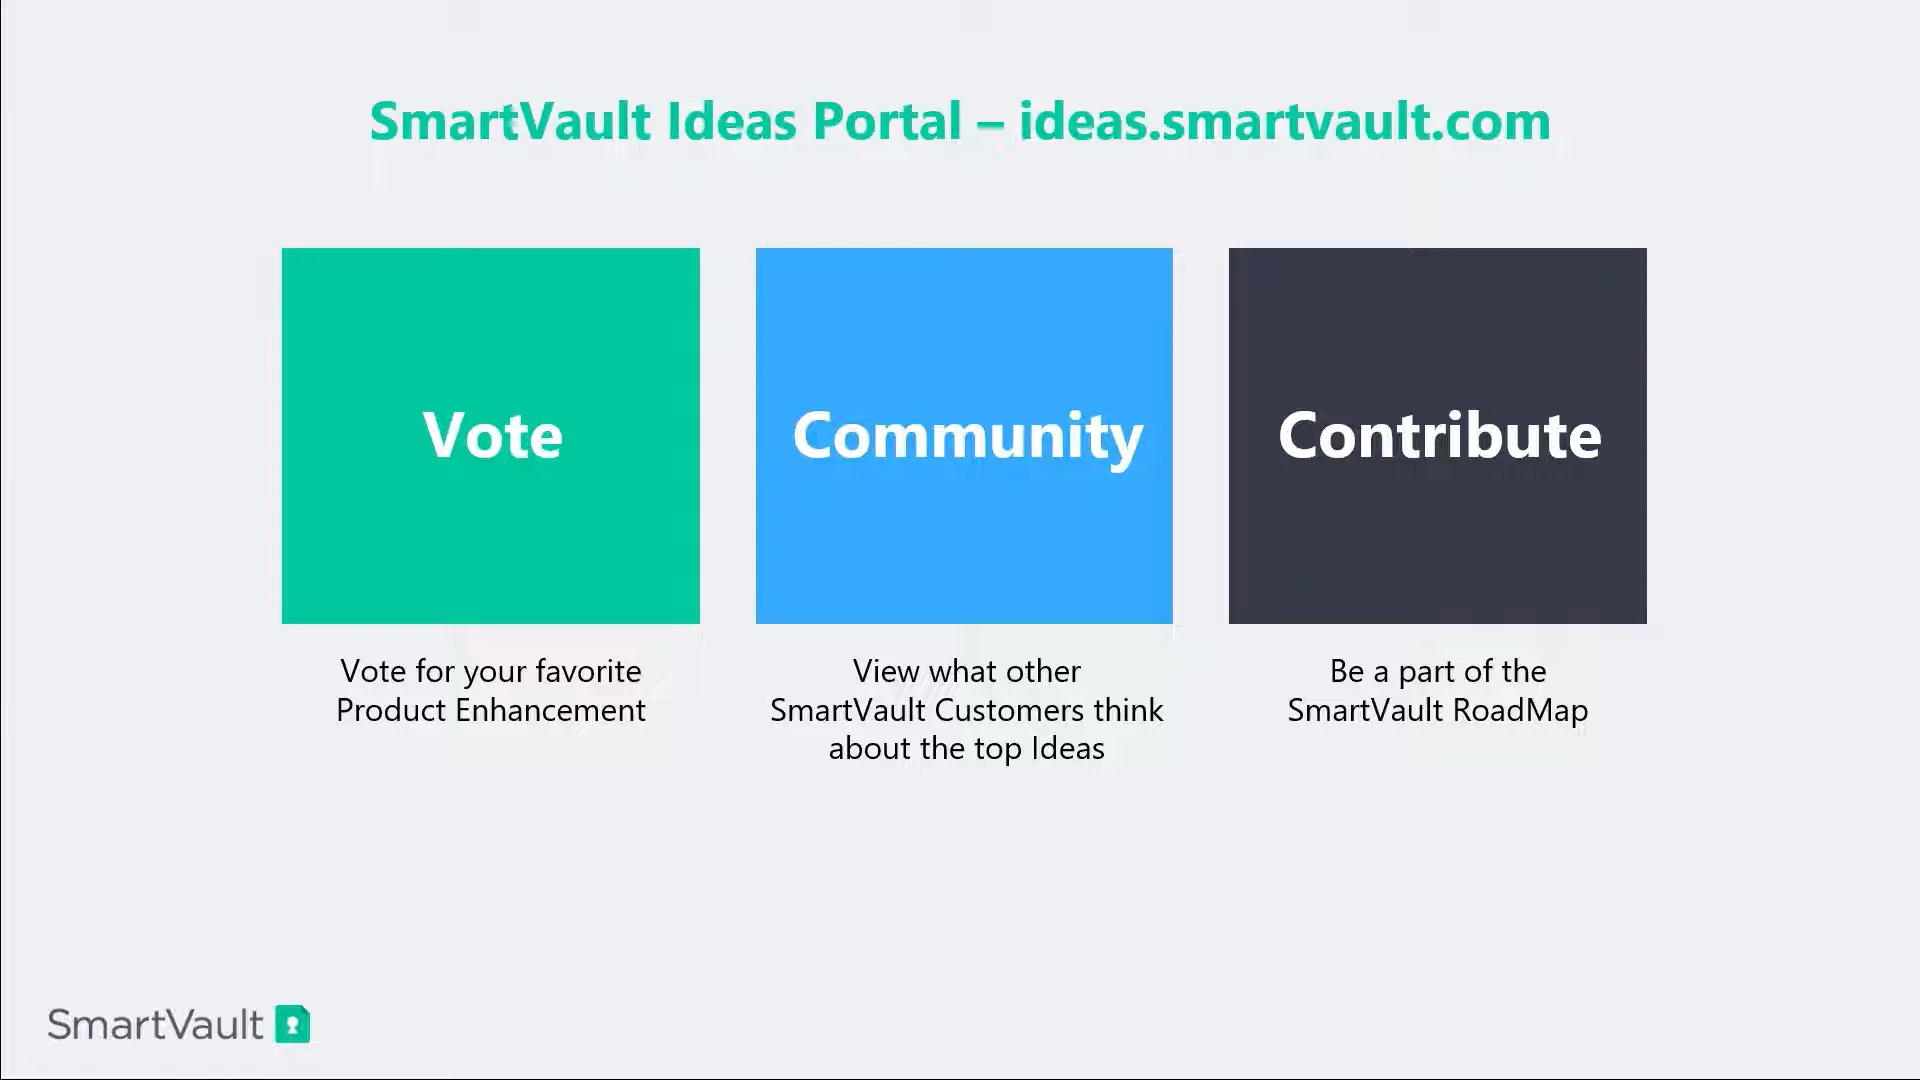 SmartVault Ideas Portal – ideas.smartvault.com
Vote
Community
Contribute
Vote for your favorite
Product Enhancement
View what other
SmartVault Customers think
about the top Ideas
Be a part of the
SmartVault RoadMap
SmartVault